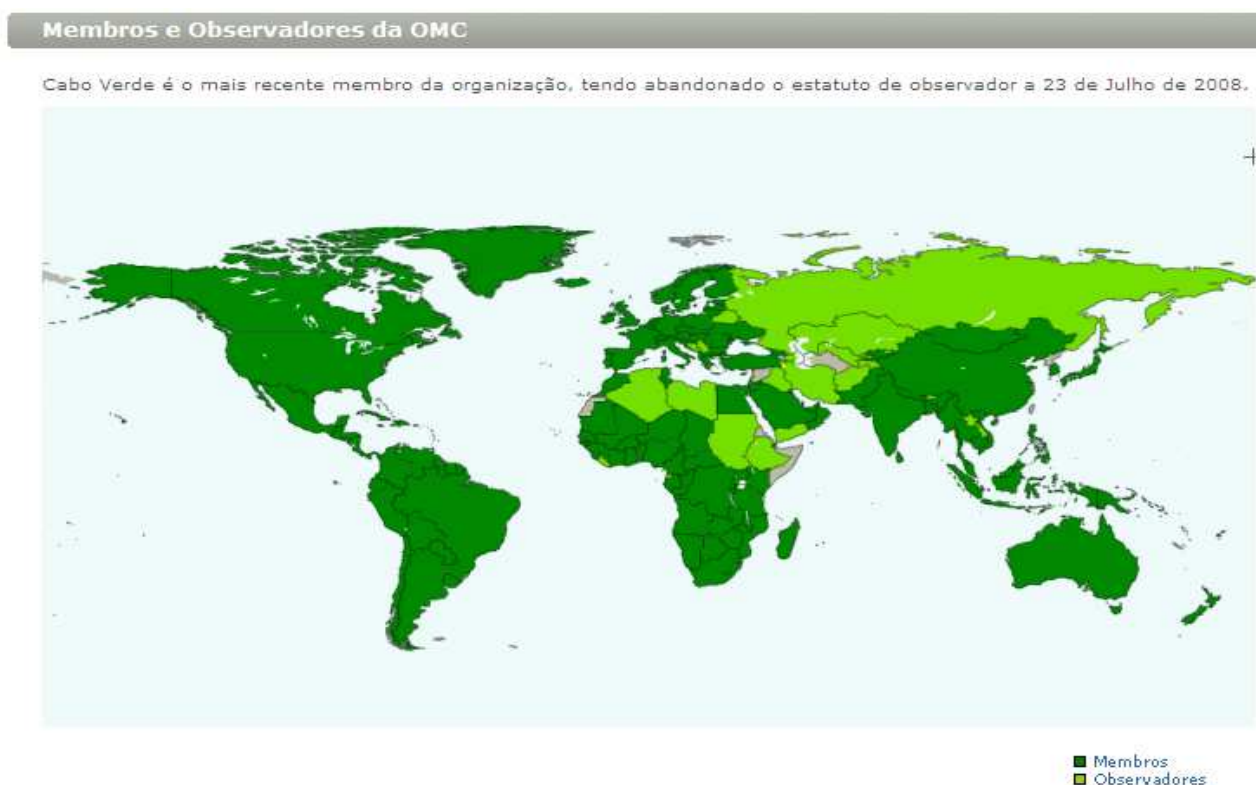 Membros e Observadores da OMC
Cabo Verde é o mais recente membro da organização, tendo abandonado o estatuto de observador a 23 de Julho de 2008.
Membros
Observadores